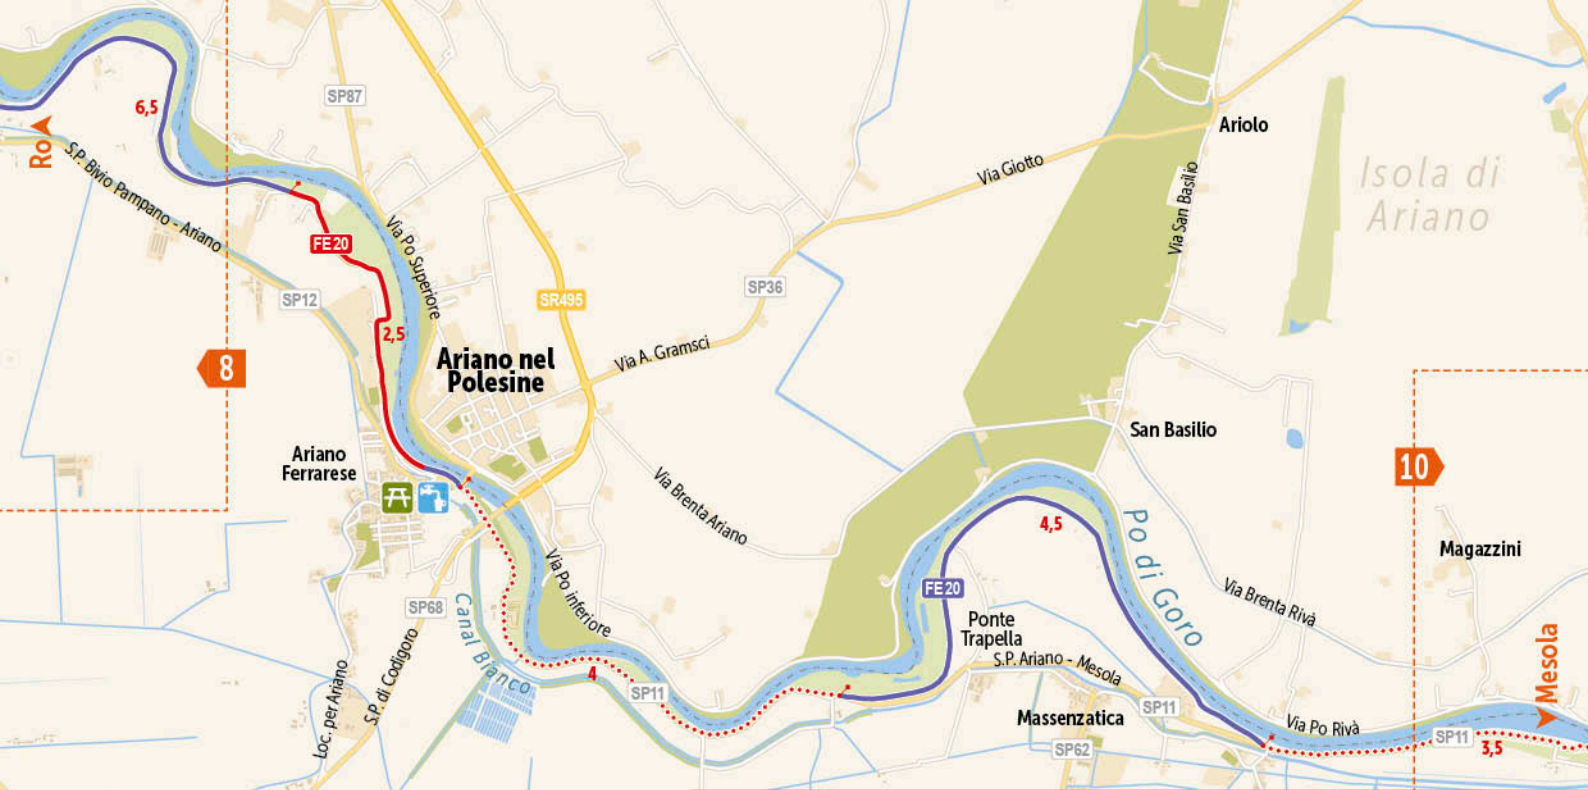 SP87
6,5
Ro
S.P. Bivio Pampano - Ariano
Ariolo
Via Giotto
Isola di
Ariano
Via San Basilio
FE20
Via Po Superiore
SP12
SR495
SP36
2,5
Via A. Gramsci
Ariano nel
Polesine
8
San Basilio
Ariano
Ferrarese
10
Via Brenta Ariano
4,5
Po di Goro
Magazzini
Via Po inferiore
FE20
Via Brenta Rivà
SP68
Canal Bianco
Ponte
Trapella
S.P. Ariano - Mesola
Mesola
S.P. di Codigoro
Loc. per Ariano
4
SP11
Massenzatica
SP11
Via Po Rivà
SP11
3,5
SP62